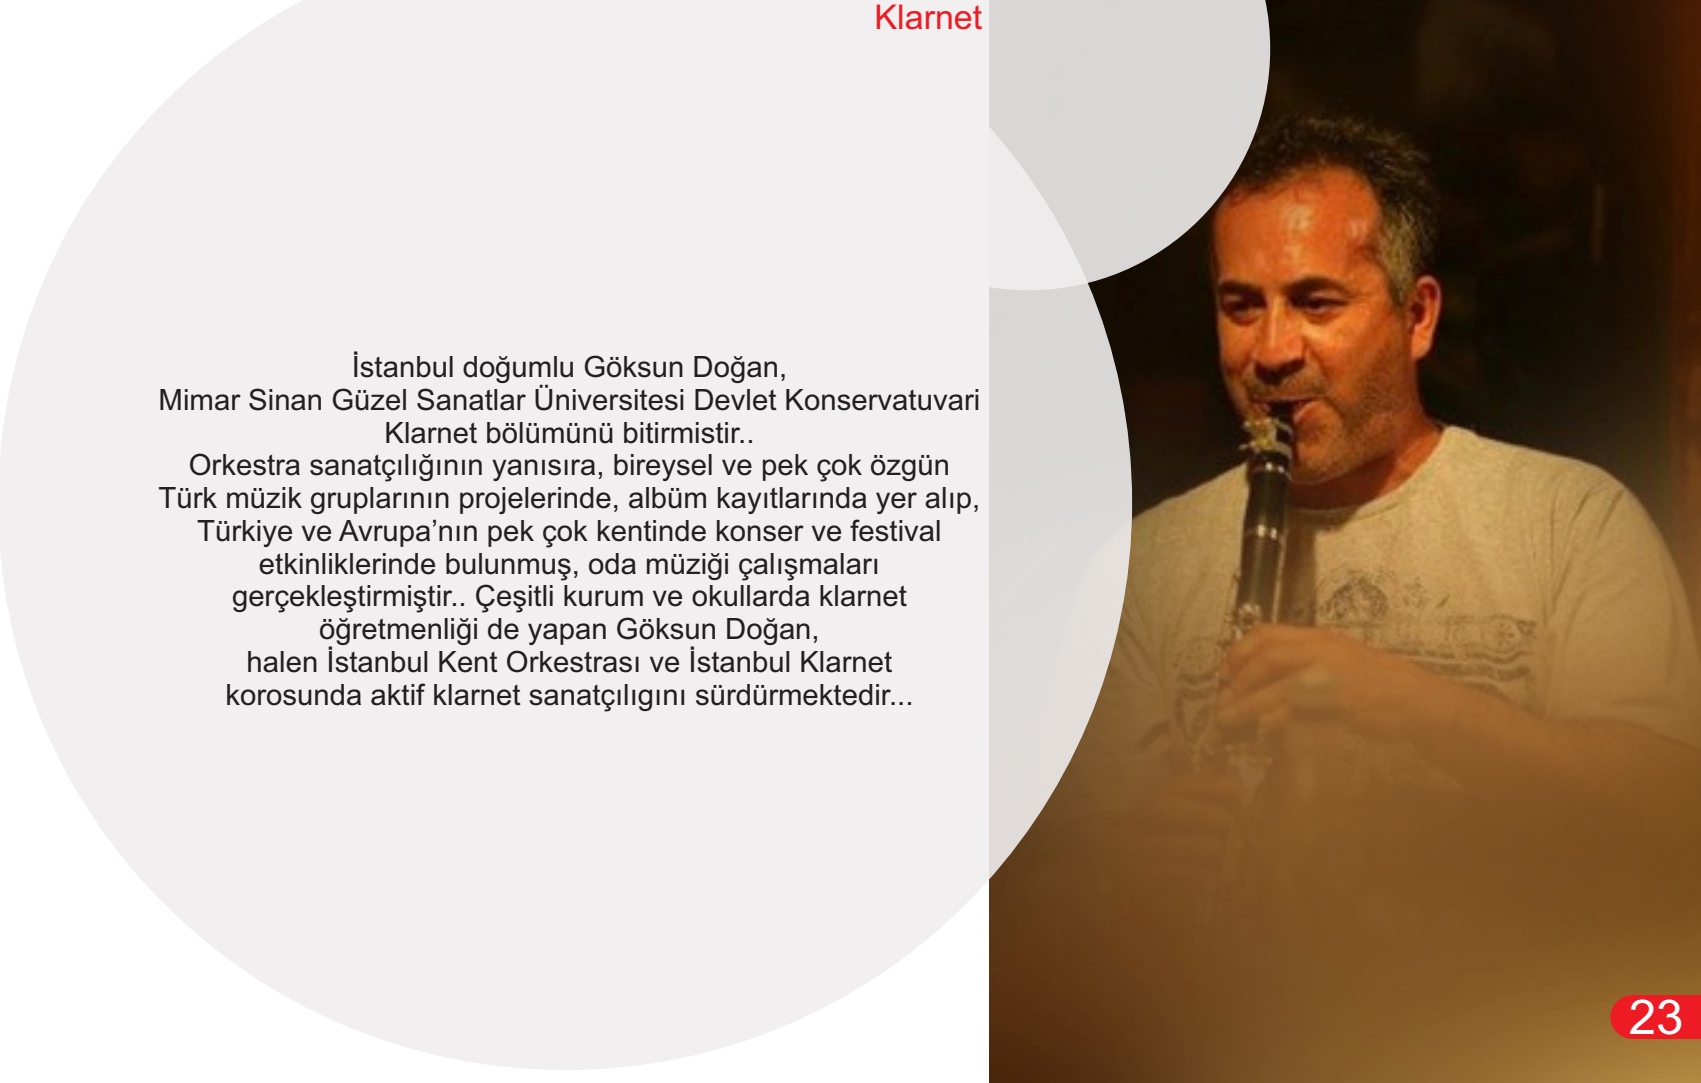 Klarnet
İstanbul doğumlu Göksun Doğan,
Mimar Sinan Güzel Sanatlar Üniversitesi Devlet Konservatuvari
Klarnet bölümünü bitirmistir..
Orkestra sanatçılığının yanısıra, bireysel ve pek çok özgün
Türk müzik gruplarının projelerinde, albüm kayıtlarında yer alıp,
Türkiye ve Avrupa’nın pek çok kentinde konser ve festival
etkinliklerinde bulunmuş, oda müziği çalışmaları
gerçekleştirmiştir.. Çeşitli kurum ve okullarda klarnet
öğretmenliği de yapan Göksun Doğan,
halen İstanbul Kent Orkestrası ve İstanbul Klarnet
korosunda aktif klarnet sanatçılıgını sürdürmektedir...
23